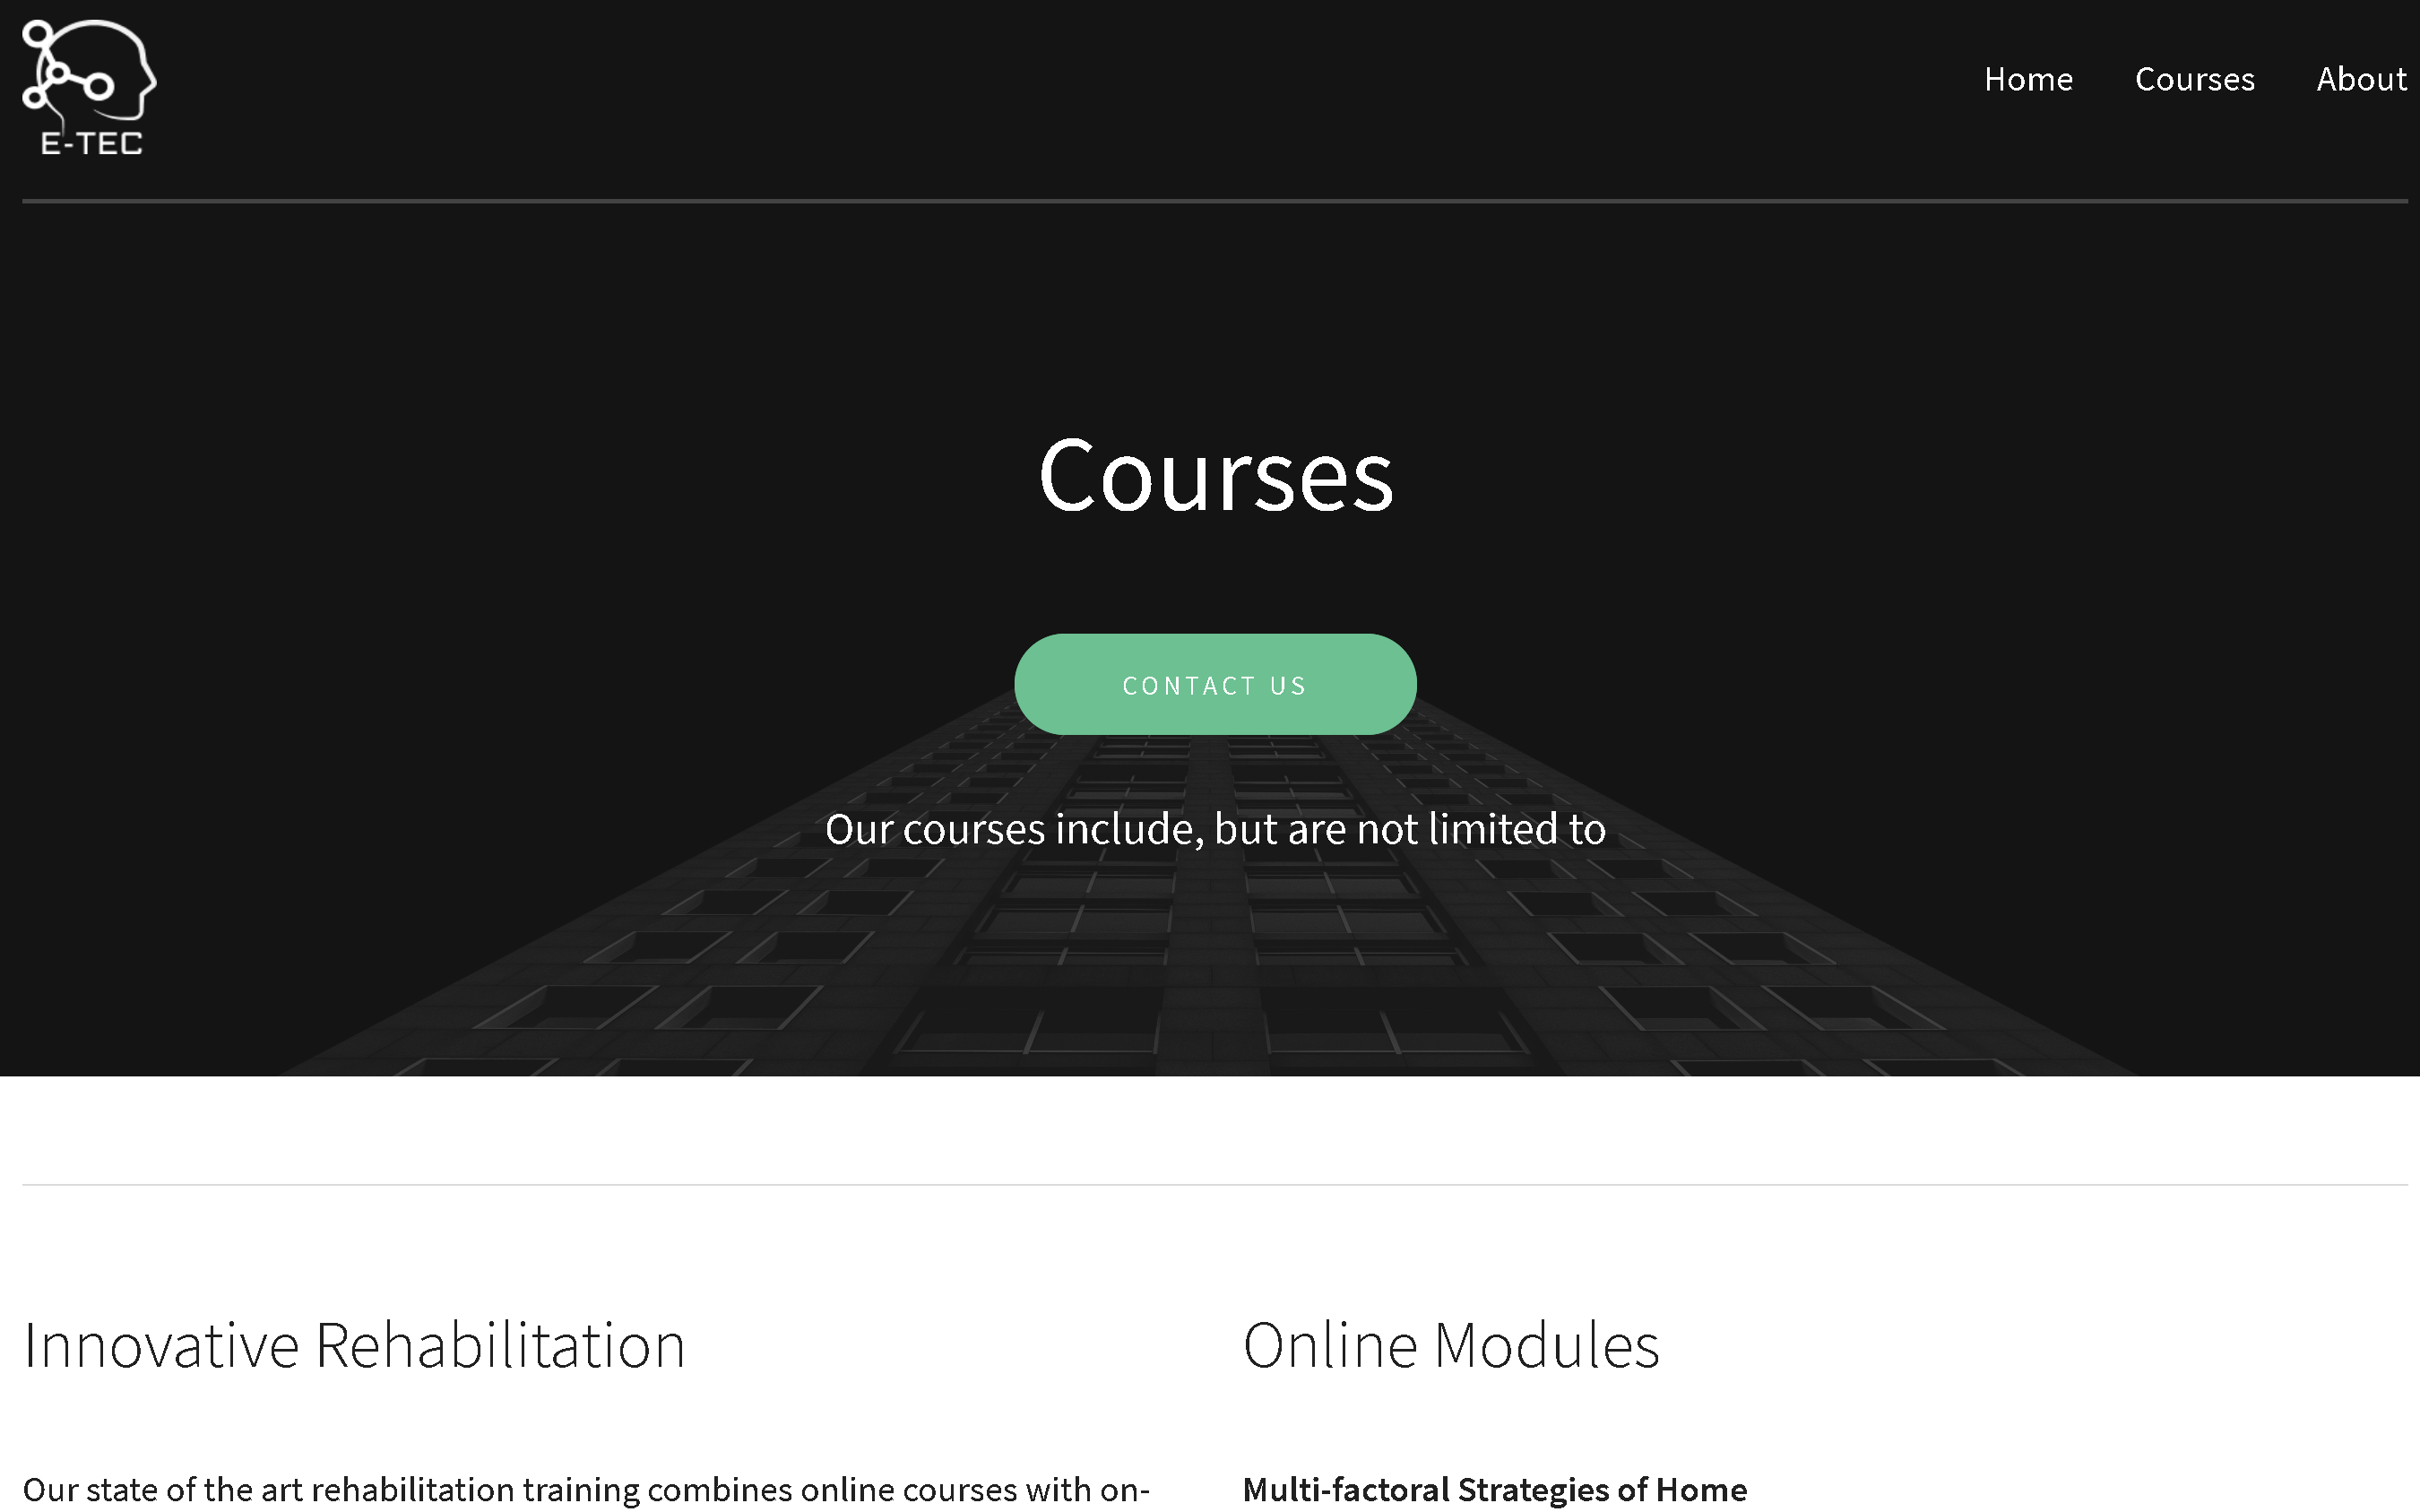 E-TEC
Home
Courses
About
Courses
CONTACT US
Our courses include, but are not limited to
Innovative Rehabilitation
Our state of the art rehabilitation training combines online courses with on-
Online Modules
Multi-factoral Strategies of Home